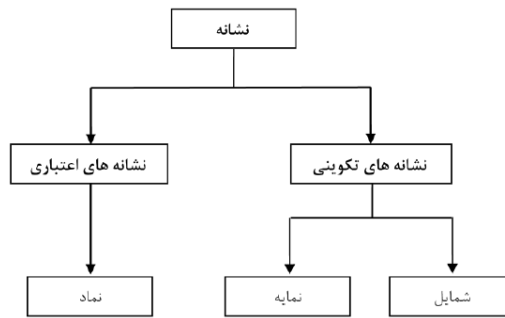 نشانه
نشانه های تکوینی
نشانه های اعتباری
شمایل
نمایه
نماد